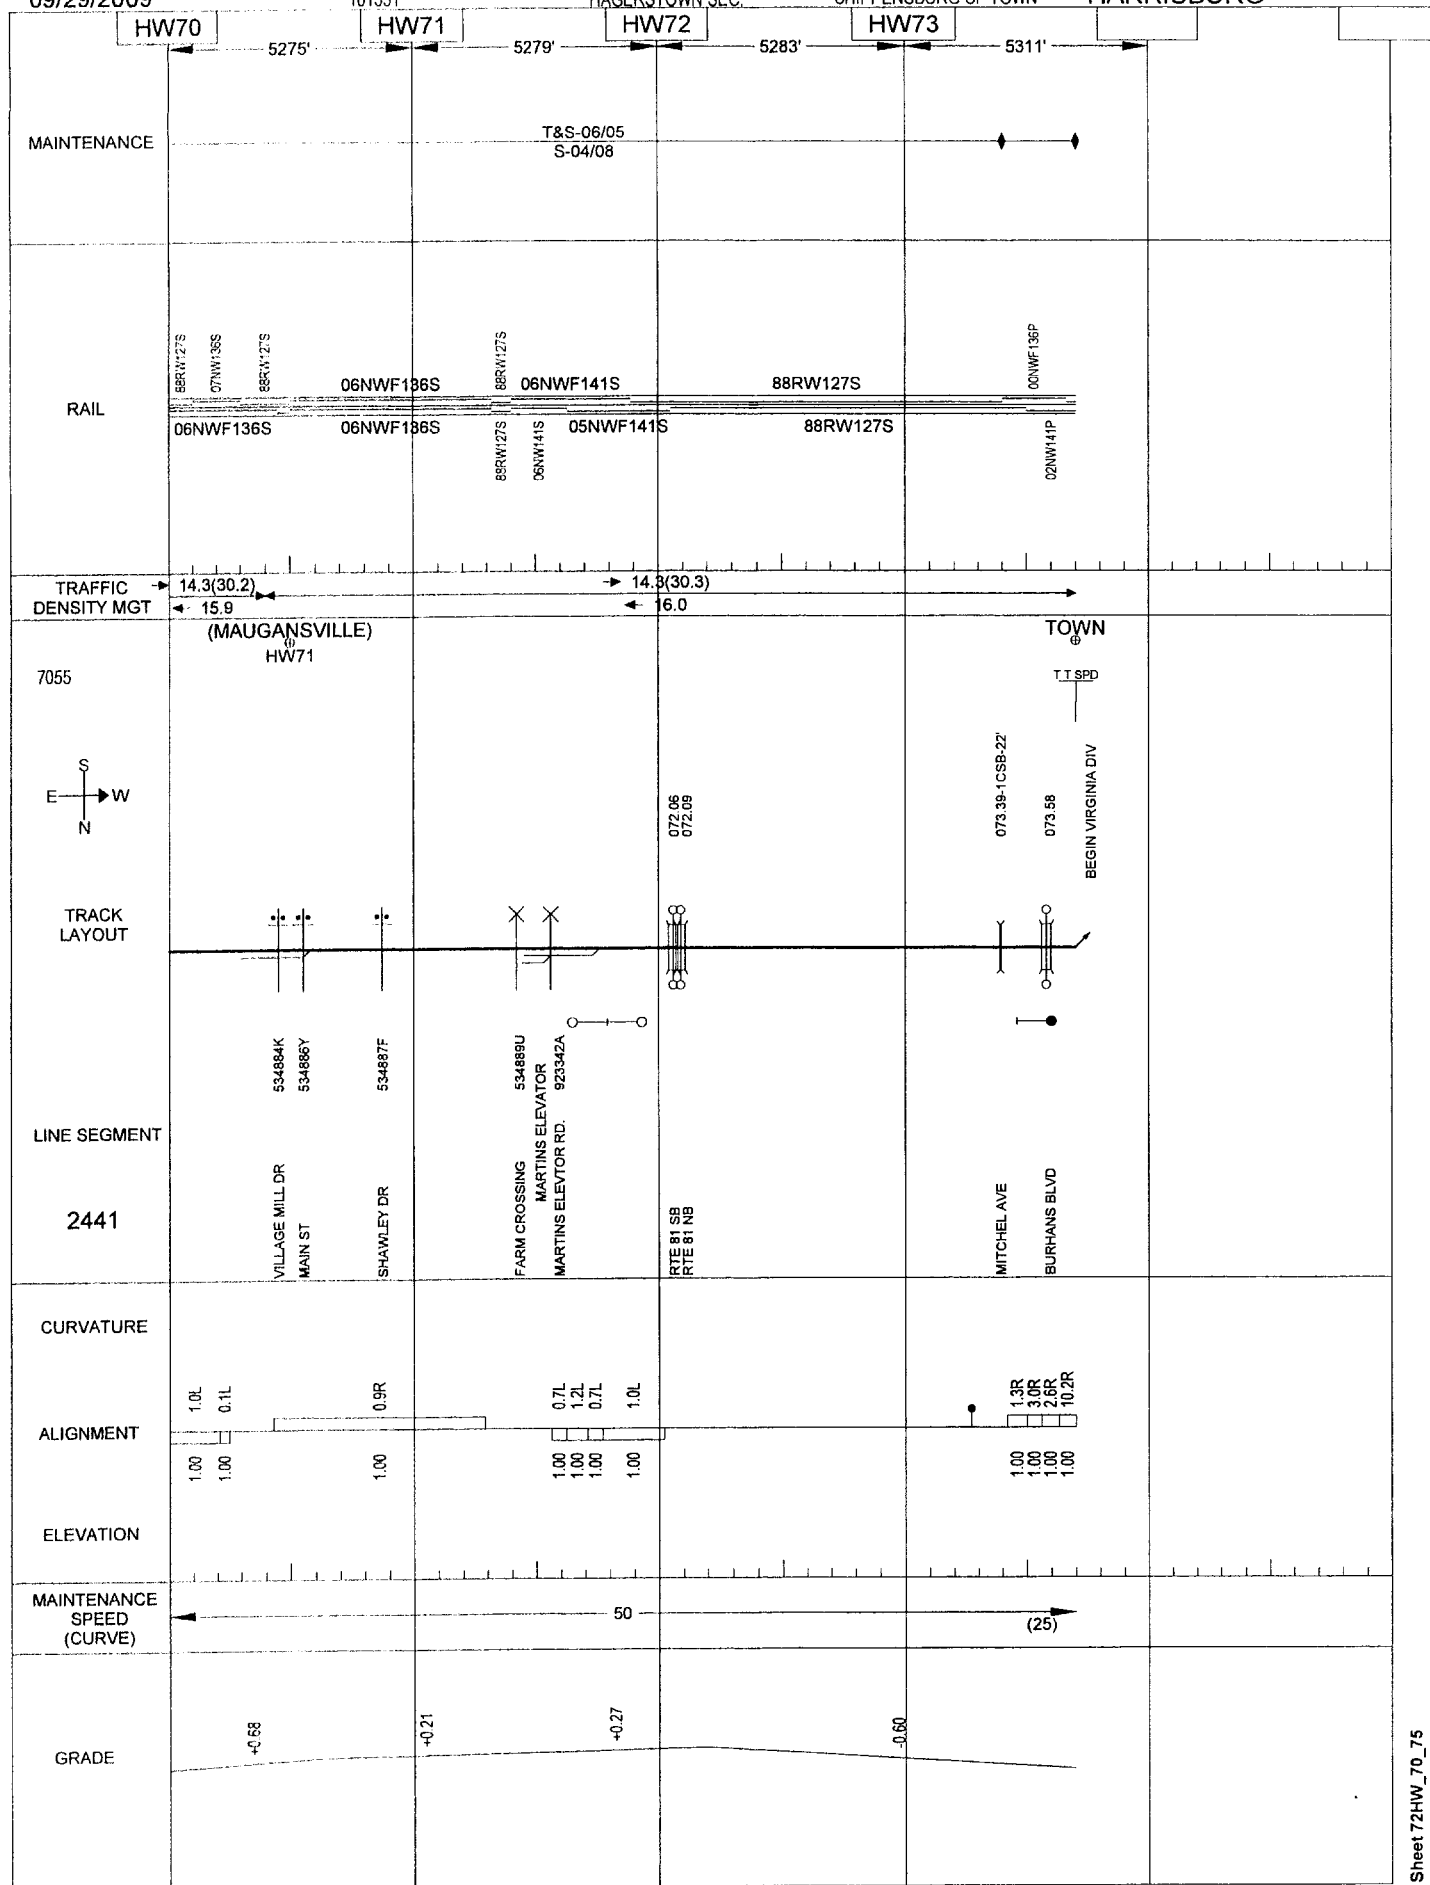 09/29/2009 HAGERSTOWN SEC. HARRISBURG
HW70 HW71 HW72 HW73
5275' 5279' 5283' 5311'
MAINTENANCE
T&S-06/05
S-04/08
88RW127S
07NW136S
88RW127S
06NWF136S
88RW127S
06NWF141S
88RW127S
00NWF136P
RAIL
06NWF136S
06NWF136S
88RW127S
06NW141S
05NWF141S
88RW127S
02NW141P
TRAFFIC
DENSITY MGT
14.3(30.2)
15.9
14.3(30.3)
16.0
(MAUGANSVILLE)
HW71
TOWN
7055
T T SPD
S
E W
N
072.06
072.09
073.39-1CSB-22'
073.58
BEGIN VIRGINIA DIV
TRACK
LAYOUT
534884K
534886Y
534887F
534889U
MARTINS ELEVATOR
923342A
LINE SEGMENT
2441
VILLAGE MILL DR
MAIN ST
SHAWLEY DR
FARM CROSSING
MARTINS ELEVTOR RD.
RTE 81 SB
RTE 81 NB
MITCHEL AVE
BURHANS BLVD
CURVATURE
1.0L
0.1L
0.9R
0.7L
1.2L
0.7L
1.0L
1.3R
3.0R
2.6R
10.2R
ALIGNMENT
1.00
1.00
1.00
1.00
1.00
1.00
1.00
1.00
1.00
1.00
1.00
ELEVATION
MAINTENANCE
SPEED
(CURVE)
50
(25)
GRADE
+0.68
+0.21
+0.27
-0.60
Sheet 72HW_70_75